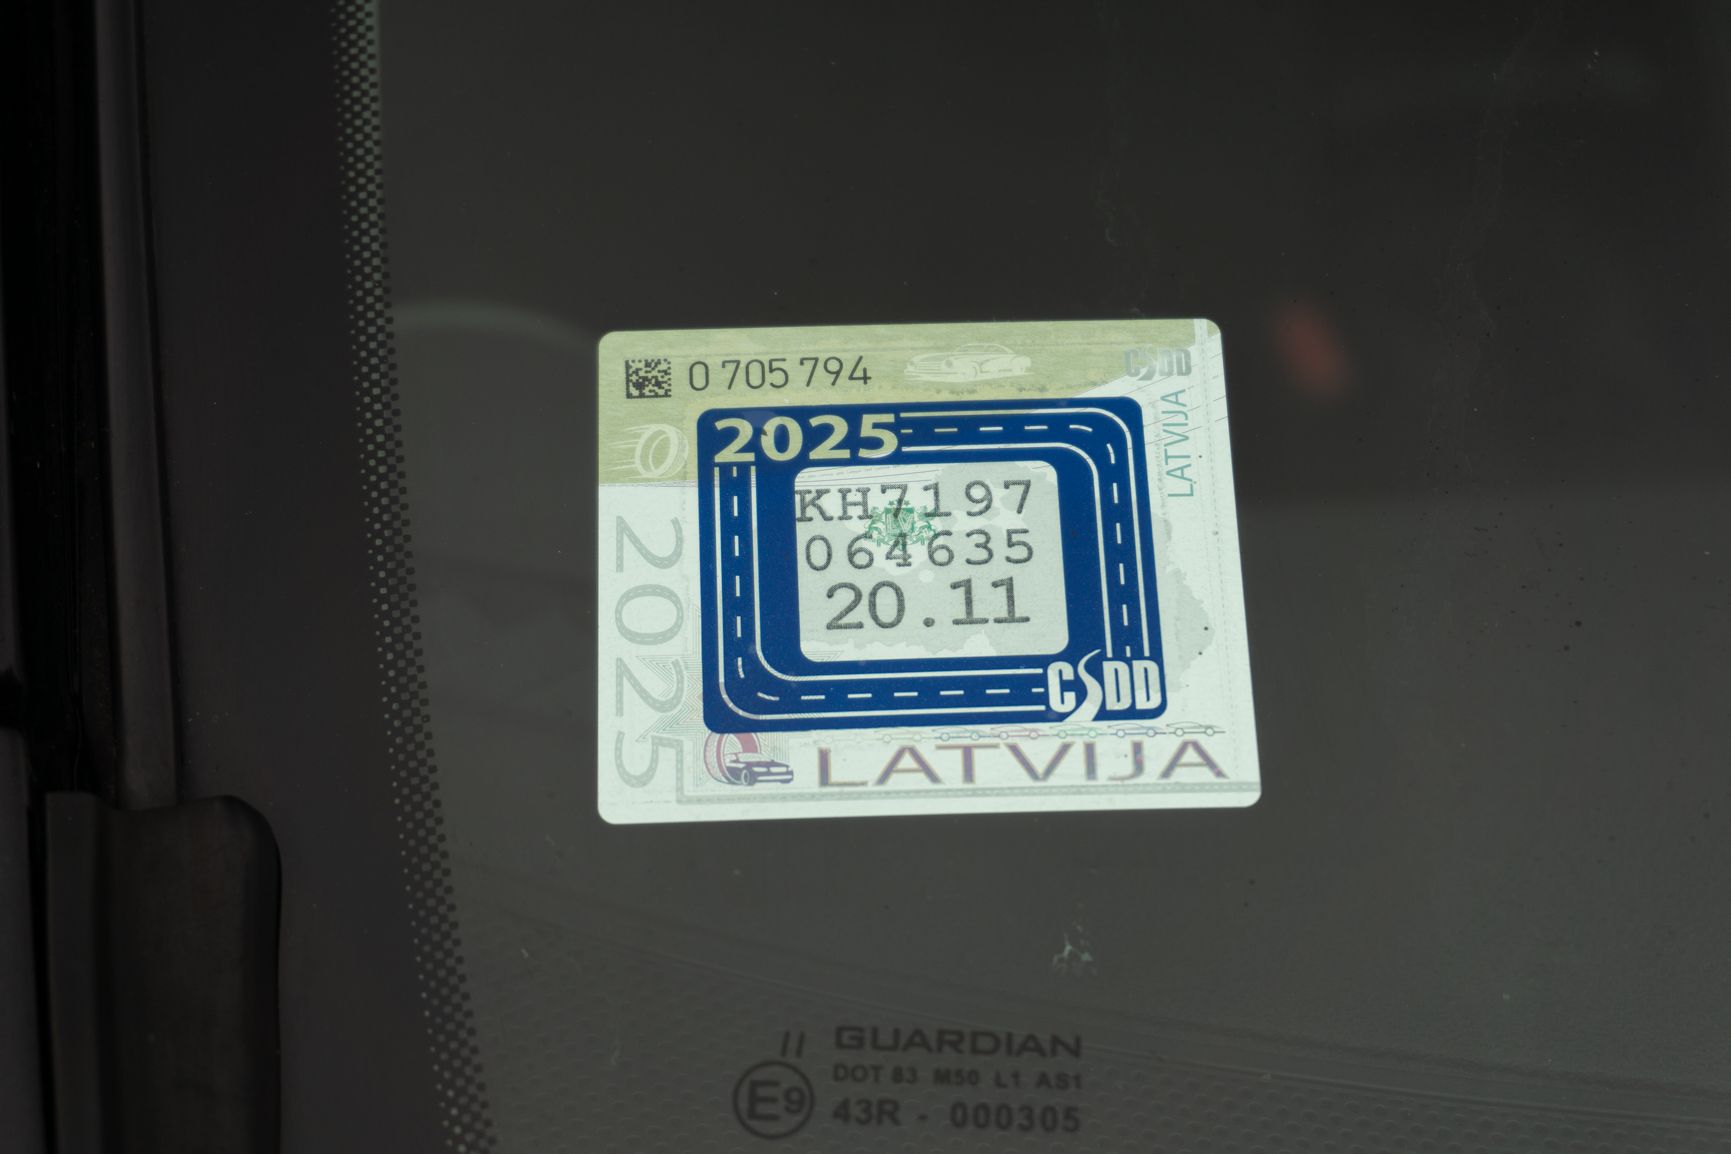 0 705 794
CSDD
LATVIJA
2025
KH7197
064635
20.11
2025
CSDD
LATVIJA
GUARDIAN
DOT 83 M50 L1 AS1
E9 43R - 000305